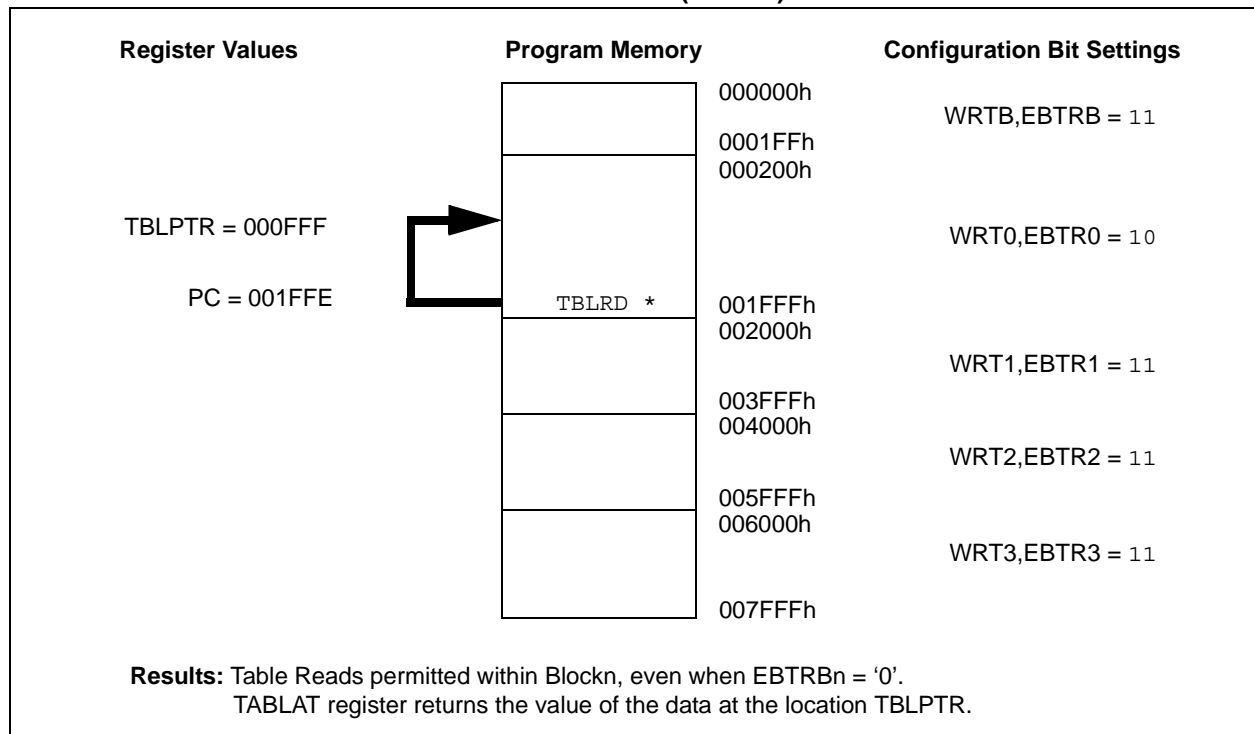 Register Values Program Memory Configuration Bit Settings
000000h
WRTB,EBTRB = 11
0001FFh
000200h
TBLPTR = 000FFF
WRT0,EBTR0 = 10
PC = 001FFE
TBLRD *
001FFFh
002000h
WRT1,EBTR1 = 11
003FFFh
004000h
WRT2,EBTR2 = 11
005FFFh
006000h
WRT3,EBTR3 = 11
007FFFh
Results: Table Reads permitted within Blockn, even when EBTRBn = ‘0’.
TABLAT register returns the value of the data at the location TBLPTR.